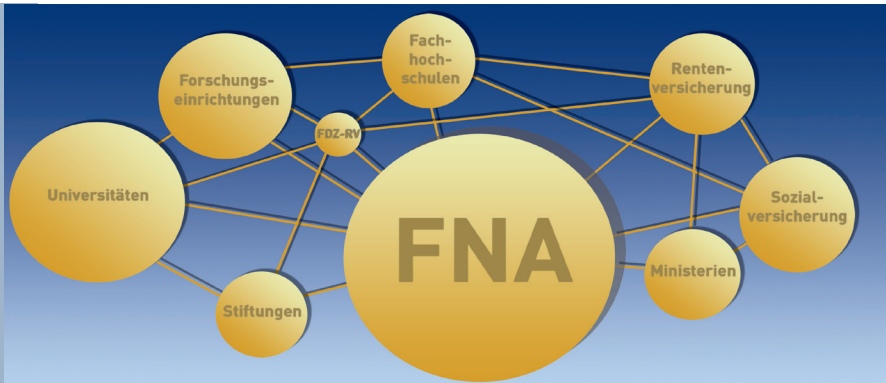 Fach-
hoch-
schulen
Forschungs-
einrichtungen
Renten-
versicherung
FDZ-RV
Universitäten
Sozial-
versicherung
FNA
Ministerien
Stiftungen